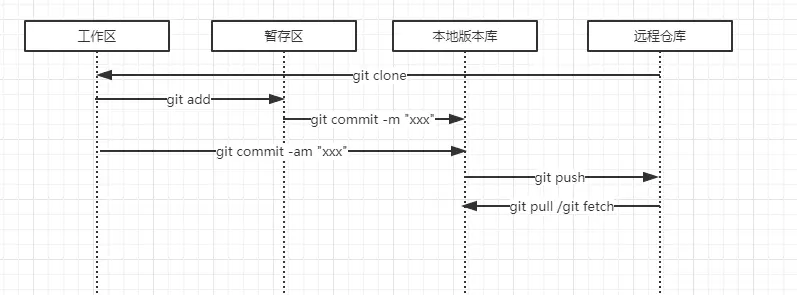 工作区
暂存区
本地版本库
远程仓库
git clone
git add
git commit -m "xxx"
git commit -am "xxx"
git push
git pull /git fetch